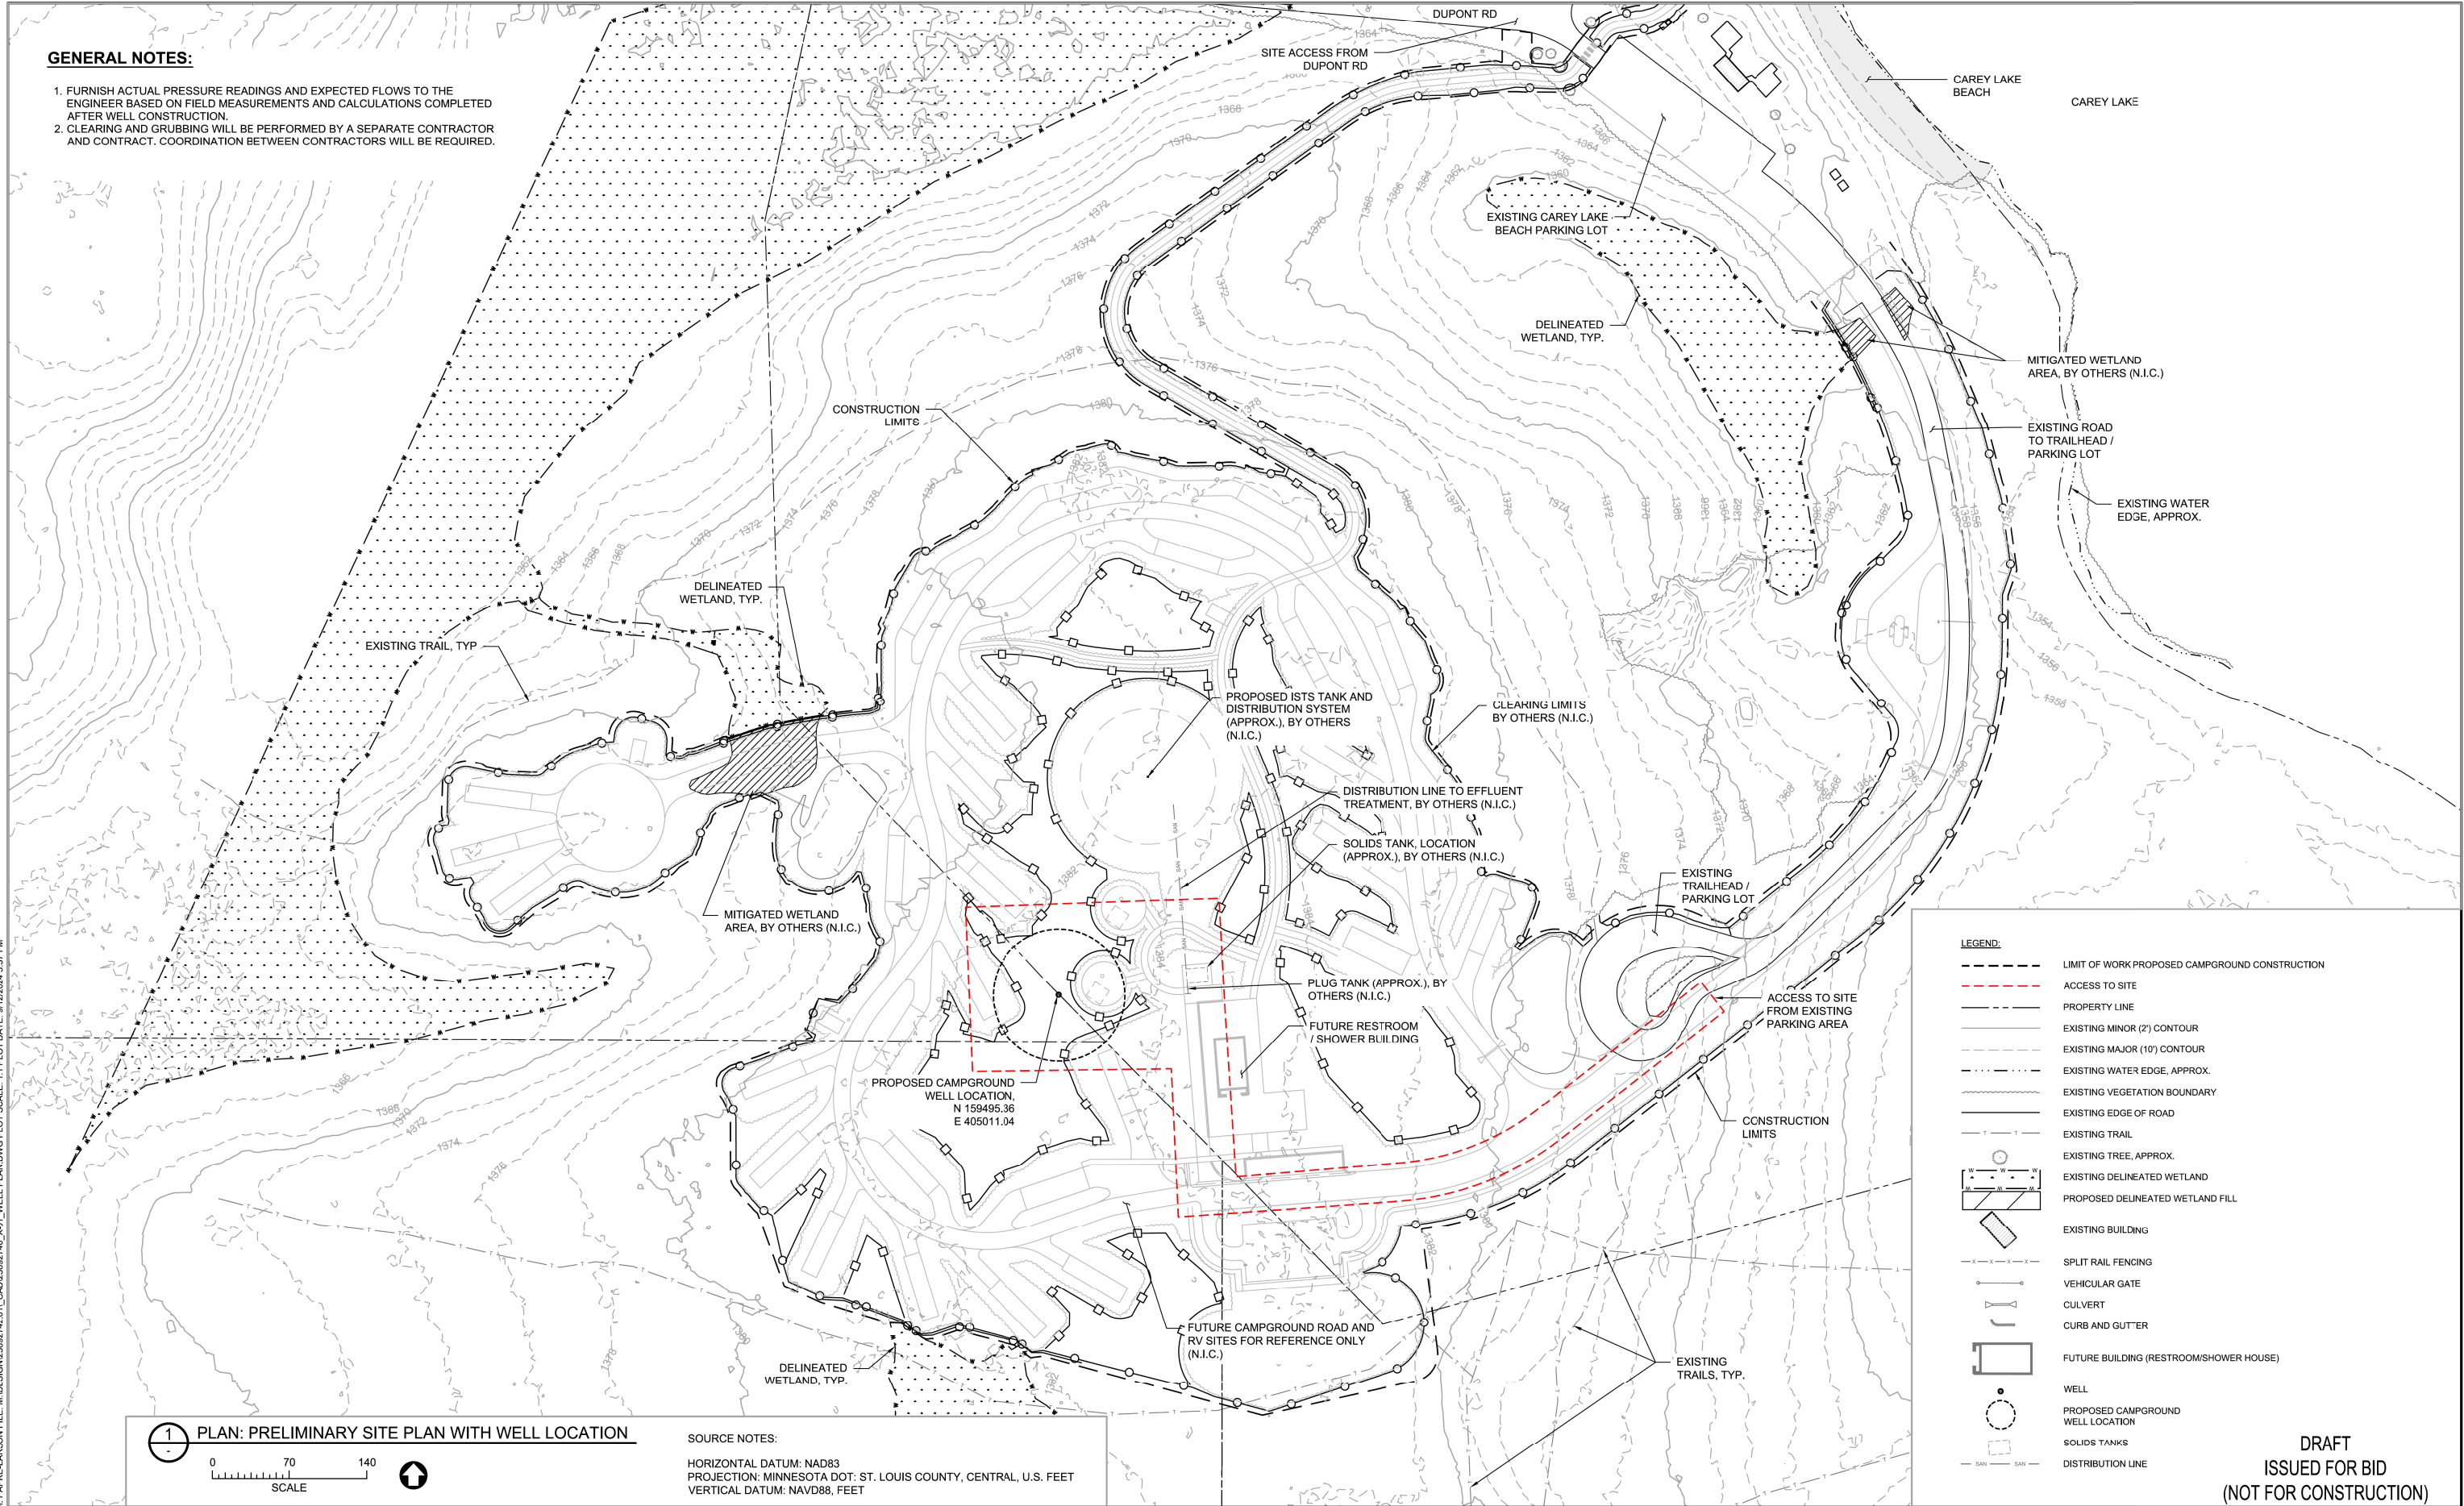 GENERAL NOTES:
1. FURNISH ACTUAL PRESSURE READINGS AND EXPECTED FLOWS TO THE
ENGINEER BASED ON FIELD MEASUREMENTS AND CALCULATIONS COMPLETED
AFTER WELL CONSTRUCTION.
2. CLEARING AND GRUBBING WILL BE PERFORMED BY A SEPARATE CONTRACTOR
AND CONTRACT. COORDINATION BETWEEN CONTRACTORS WILL BE REQUIRED.
DUPONT RD
SITE ACCESS FROM
DUPONT RD
CAREY LAKE
BEACH
CAREY LAKE
EXISTING CAREY LAKE
BEACH PARKING LOT
DELINEATED
WETLAND, TYP.
MITIGATED WETLAND
AREA, BY OTHERS (N.I.C.)
EXISTING ROAD
TO TRAILHEAD /
PARKING LOT
EXISTING WATER
EDGE, APPROX.
CONSTRUCTION
LIMITS
DELINEATED
WETLAND, TYP.
EXISTING TRAIL, TYP
PROPOSED ISTS TANK AND
DISTRIBUTION SYSTEM
(APPROX.), BY OTHERS
(N.I.C.)
CLEARING LIMITS
BY OTHERS (N.I.C.)
DISTRIBUTION LINE TO EFFLUENT
TREATMENT, BY OTHERS (N.I.C.)
SOLIDS TANK, LOCATION
(APPROX.), BY OTHERS (N.I.C.)
EXISTING
TRAILHEAD /
PARKING LOT
MITIGATED WETLAND
AREA, BY OTHERS (N.I.C.)
PLUG TANK (APPROX.), BY
OTHERS (N.I.C.)
ACCESS TO SITE
FROM EXISTING
PARKING AREA
FUTURE RESTROOM
/ SHOWER BUILDING
PROPOSED CAMPGROUND
WELL LOCATION,
N 159495.36
E 405011.04
CONSTRUCTION
LIMITS
FUTURE CAMPGROUND ROAD AND
RV SITES FOR REFERENCE ONLY
(N.I.C.)
DELINEATED
WETLAND, TYP.
EXISTING
TRAILS, TYP.
LEGEND:
LIMIT OF WORK PROPOSED CAMPGROUND CONSTRUCTION
ACCESS TO SITE
PROPERTY LINE
EXISTING MINOR (2') CONTOUR
EXISTING MAJOR (10') CONTOUR
EXISTING WATER EDGE, APPROX.
EXISTING VEGETATION BOUNDARY
EXISTING EDGE OF ROAD
EXISTING TRAIL
EXISTING TREE, APPROX.
EXISTING DELINEATED WETLAND
PROPOSED DELINEATED WETLAND FILL
EXISTING BUILDING
SPLIT RAIL FENCING
VEHICULAR GATE
CULVERT
CURB AND GUTTER
FUTURE BUILDING (RESTROOM/SHOWER HOUSE)
WELL
PROPOSED CAMPGROUND
WELL LOCATION
SOLIDS TANKS
SAN SAN DISTRIBUTION LINE
DRAFT
ISSUED FOR BID
(NOT FOR CONSTRUCTION)
1 PLAN: PRELIMINARY SITE PLAN WITH WELL LOCATION
0 70 140
SCALE
SOURCE NOTES:
HORIZONTAL DATUM: NAD83
PROJECTION: MINNESOTA DOT: ST. LOUIS COUNTY, CENTRAL, U.S. FEET
VERTICAL DATUM: NAVD88, FEET